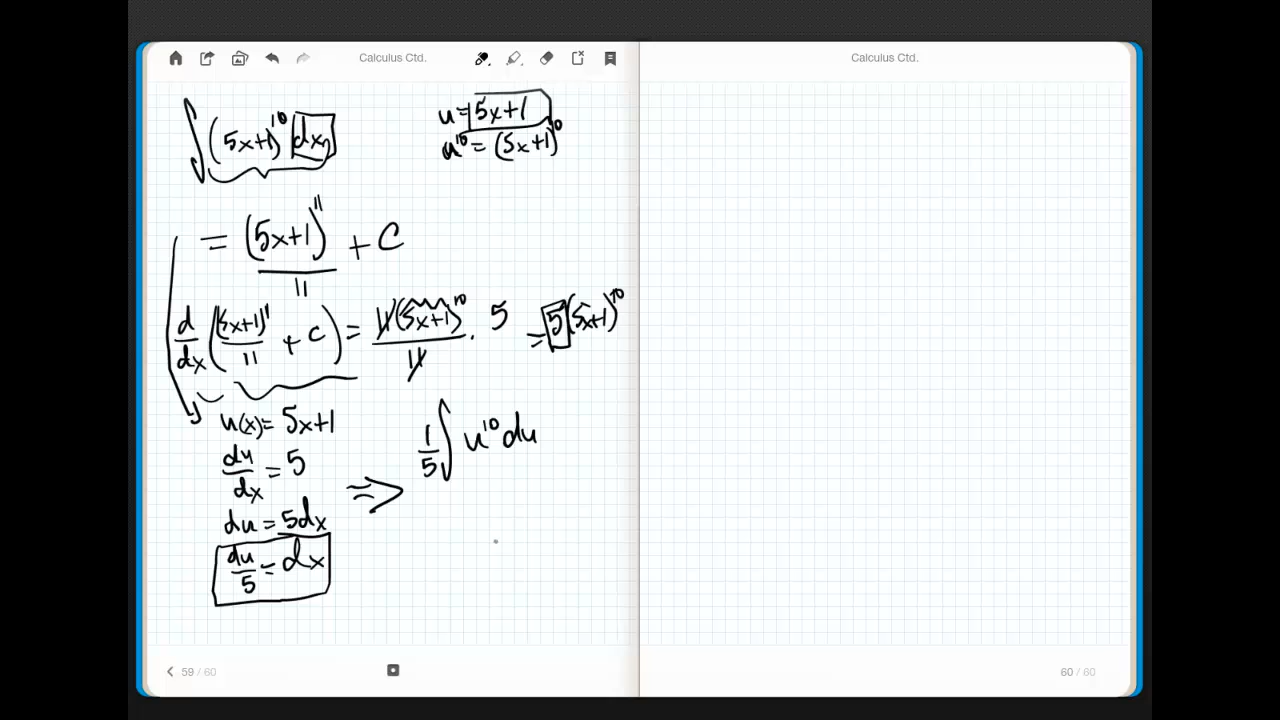 Calculus Ctd.
Calculus Ctd.
∫(5x+1)^10 dx
u=5x+1
u^10 = (5x+1)^10
= (5x+1)^11/11 + C
d/dx((5x+1)^11/11 + C) = 11(5x+1)^10/11 · 5 = 5(5x+1)^10
u(x)= 5x+1
du/dx = 5
du = 5dx
du/5 = dx
⇒ 1/5 ∫ u^10 du
59 / 60
60 / 60